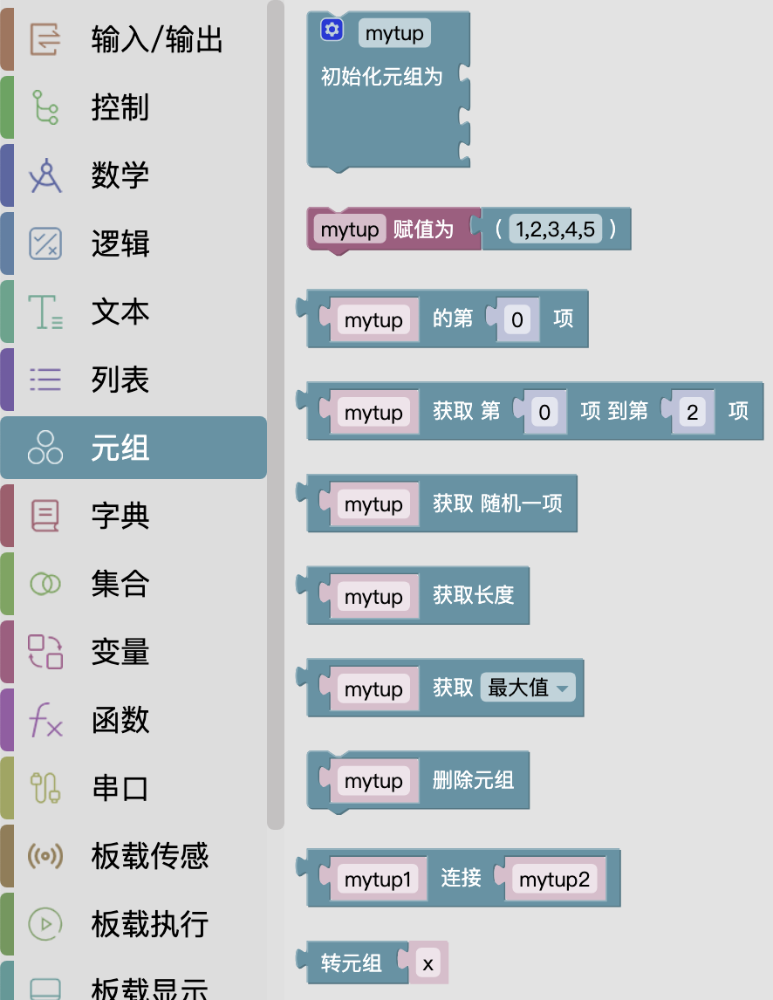 输入/输出
控制
数学
逻辑
文本
列表
元组
字典
集合
变量
函数
串口
板载传感
板载执行
板载显示
mytup
初始化元组为
mytup 赋值为 ( 1,2,3,4,5 )
mytup 的第 0 项
mytup 获取 第 0 项 到第 2 项
mytup 获取 随机一项
mytup 获取长度
mytup 获取 最大值
mytup 删除元组
mytup1 连接 mytup2
转元组 x